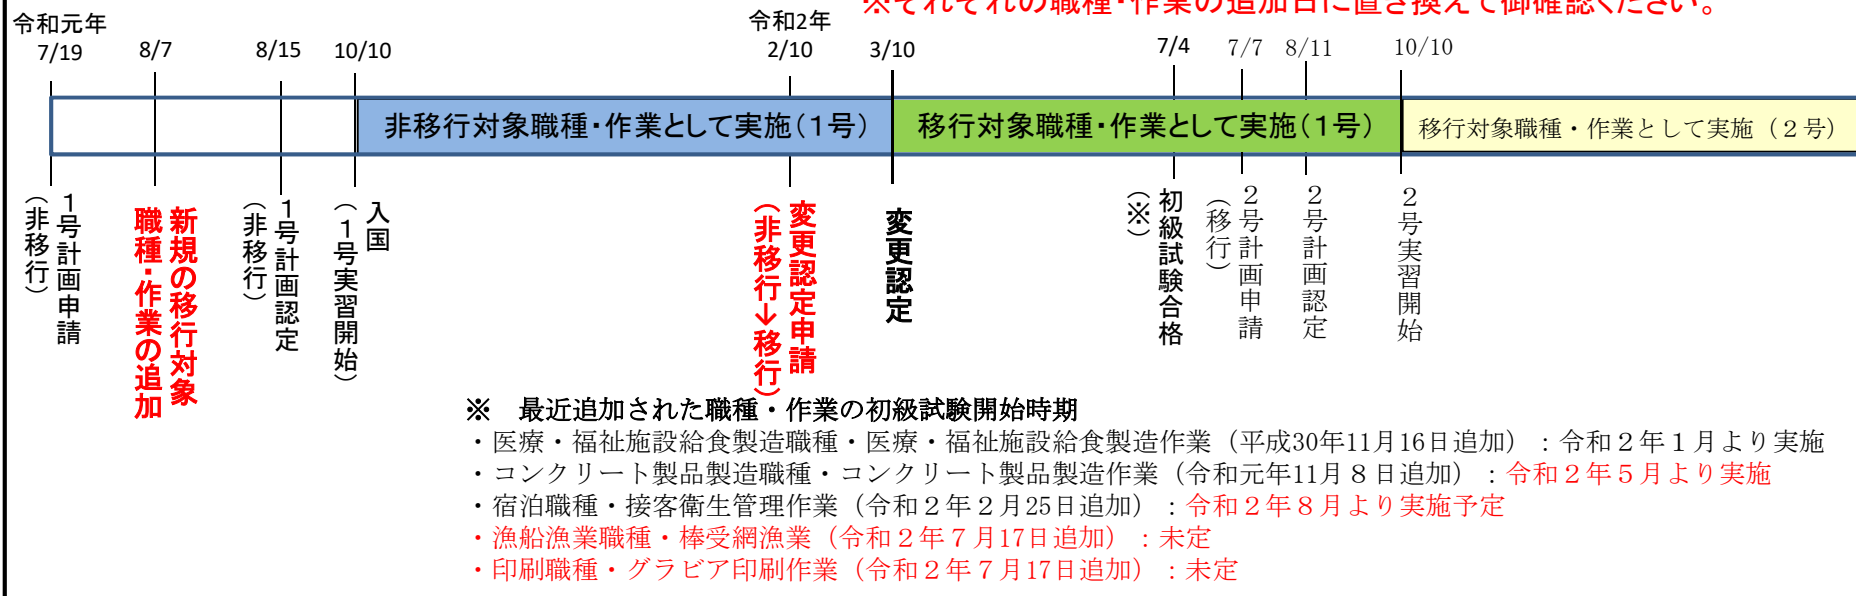 ※それぞれの職種・作業の追加日に置き換えて御確認ください。
令和元年
7/19
8/7
8/15
10/10
令和2年
2/10
3/10
7/4
7/7
8/11
10/10
非移行対象職種・作業として実施（１号）
移行対象職種・作業として実施（１号）
移行対象職種・作業として実施（２号）
１号計画申請
（非移行）
新規の移行対象
職種・作業の追加
１号計画認定
（非移行）
入国
（１号実習開始）
変更認定申請
（非移行→移行）
変更認定
初級試験合格
（※）
２号計画申請
（移行）
２号計画認定
２号実習開始
※　最近追加された職種・作業の初級試験開始時期
・医療・福祉施設給食製造職種・医療・福祉施設給食製造作業（平成30年11月16日追加）：令和２年１月より実施
・コンクリート製品製造職種・コンクリート製品製造作業（令和元年11月８日追加）：令和２年５月より実施
・宿泊職種・接客衛生管理作業（令和２年２月25日追加）：令和２年８月より実施予定
・漁船漁業職種・棒受網漁業（令和２年７月17日追加）：未定
・印刷職種・グラビア印刷作業（令和２年７月17日追加）：未定